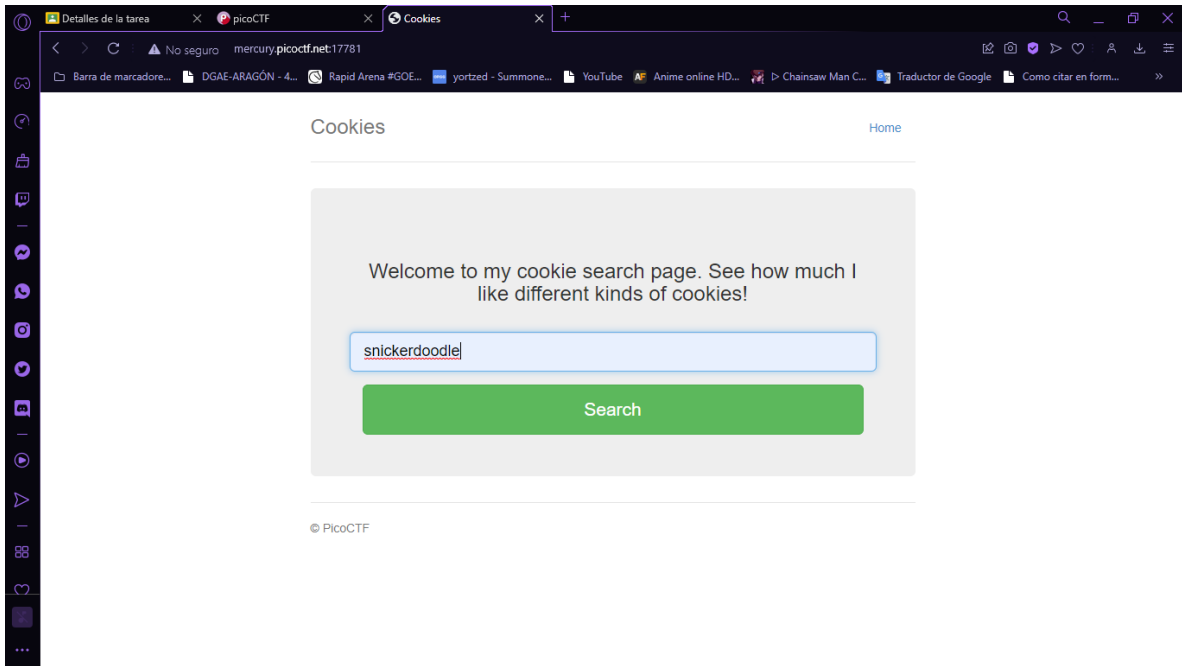 Detalles de la tarea
picoCTF
Cookies
No seguro mercury.picoctf.net:17781
Barra de marcadore... DGAE-ARAGÓN - 4... Rapid Arena #GOE... yortzed - Summone... YouTube AF Anime online HD... ▷ Chainsaw Man C... Traductor de Google Como citar en form... »
Cookies
Home
Welcome to my cookie search page. See how much I
like different kinds of cookies!
snickerdoodle
Search
© PicoCTF